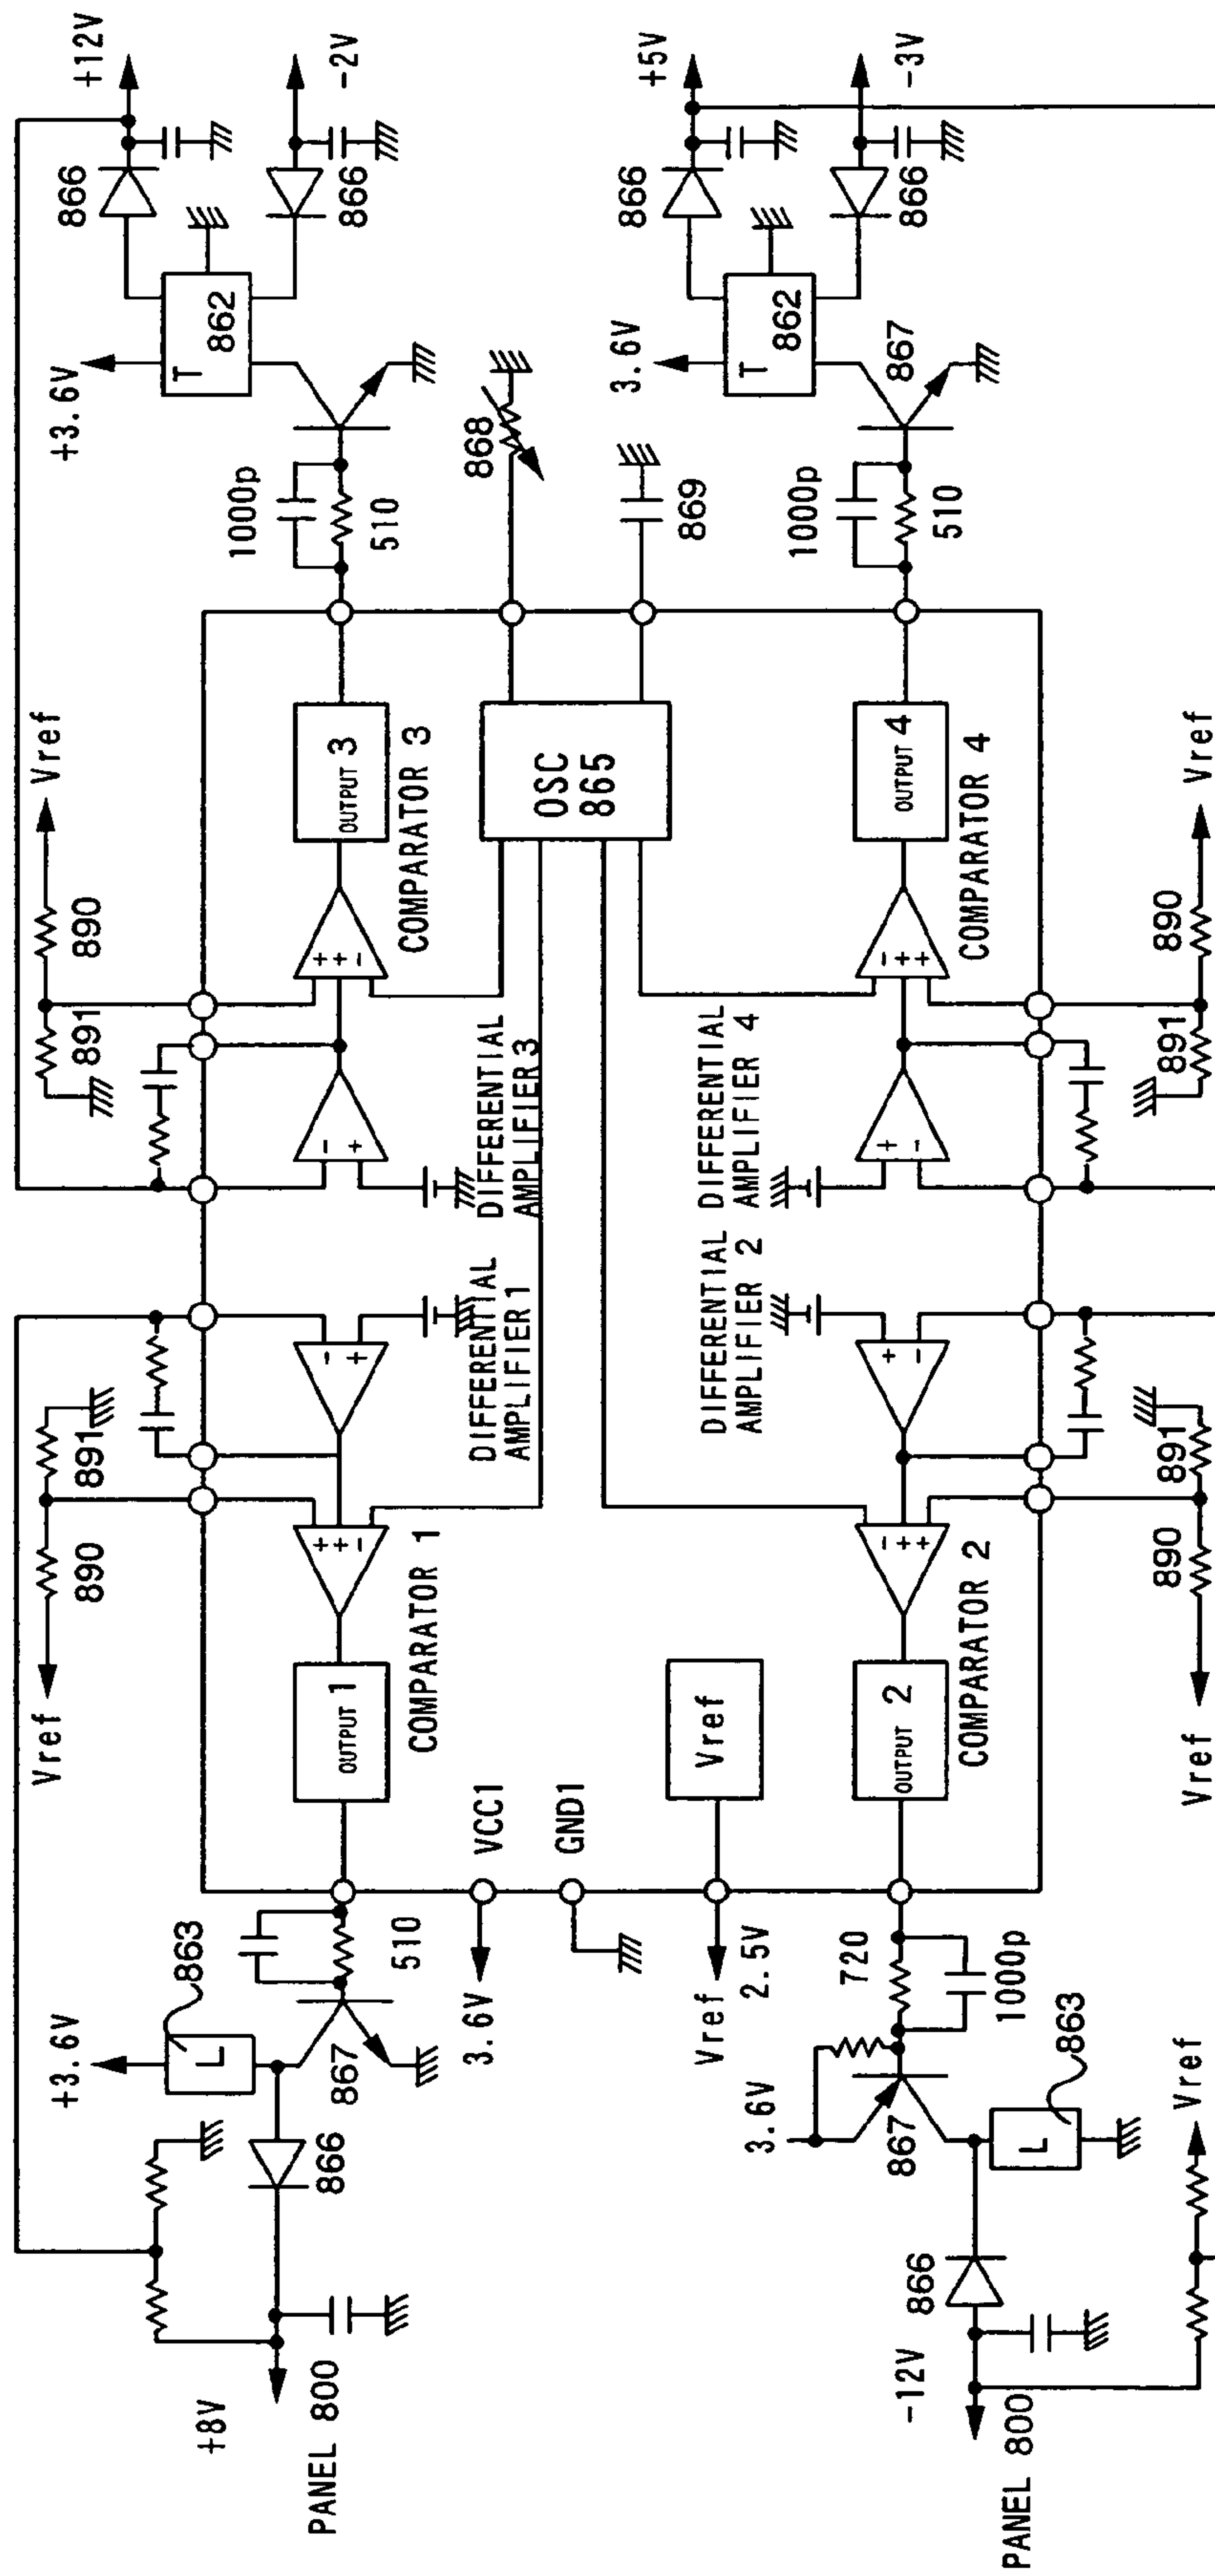 +8V
PANEL 800
+3.6V
863
866
867
510
3.6V
VCC1
GND1
Vref
2.5V
Vref
OUTPUT 1
COMPARATOR 1
Vref
890
891
DIFFERENTIAL
AMPLIFIER 1
DIFFERENTIAL
AMPLIFIER 3
891
890
Vref
COMPARATOR 3
OUTPUT 3
1000p
510
+3.6V
T
862
866
+12V
866
-2V
868
869
OSC
865
-12V
PANEL 800
866
3.6V
867
L
863
L
720
1000p
Vref
OUTPUT 2
COMPARATOR 2
Vref
890
891
DIFFERENTIAL
AMPLIFIER 2
DIFFERENTIAL
AMPLIFIER 4
891
890
Vref
COMPARATOR 4
OUTPUT 4
1000p
510
3.6V
T
862
867
866
+5V
866
-3V